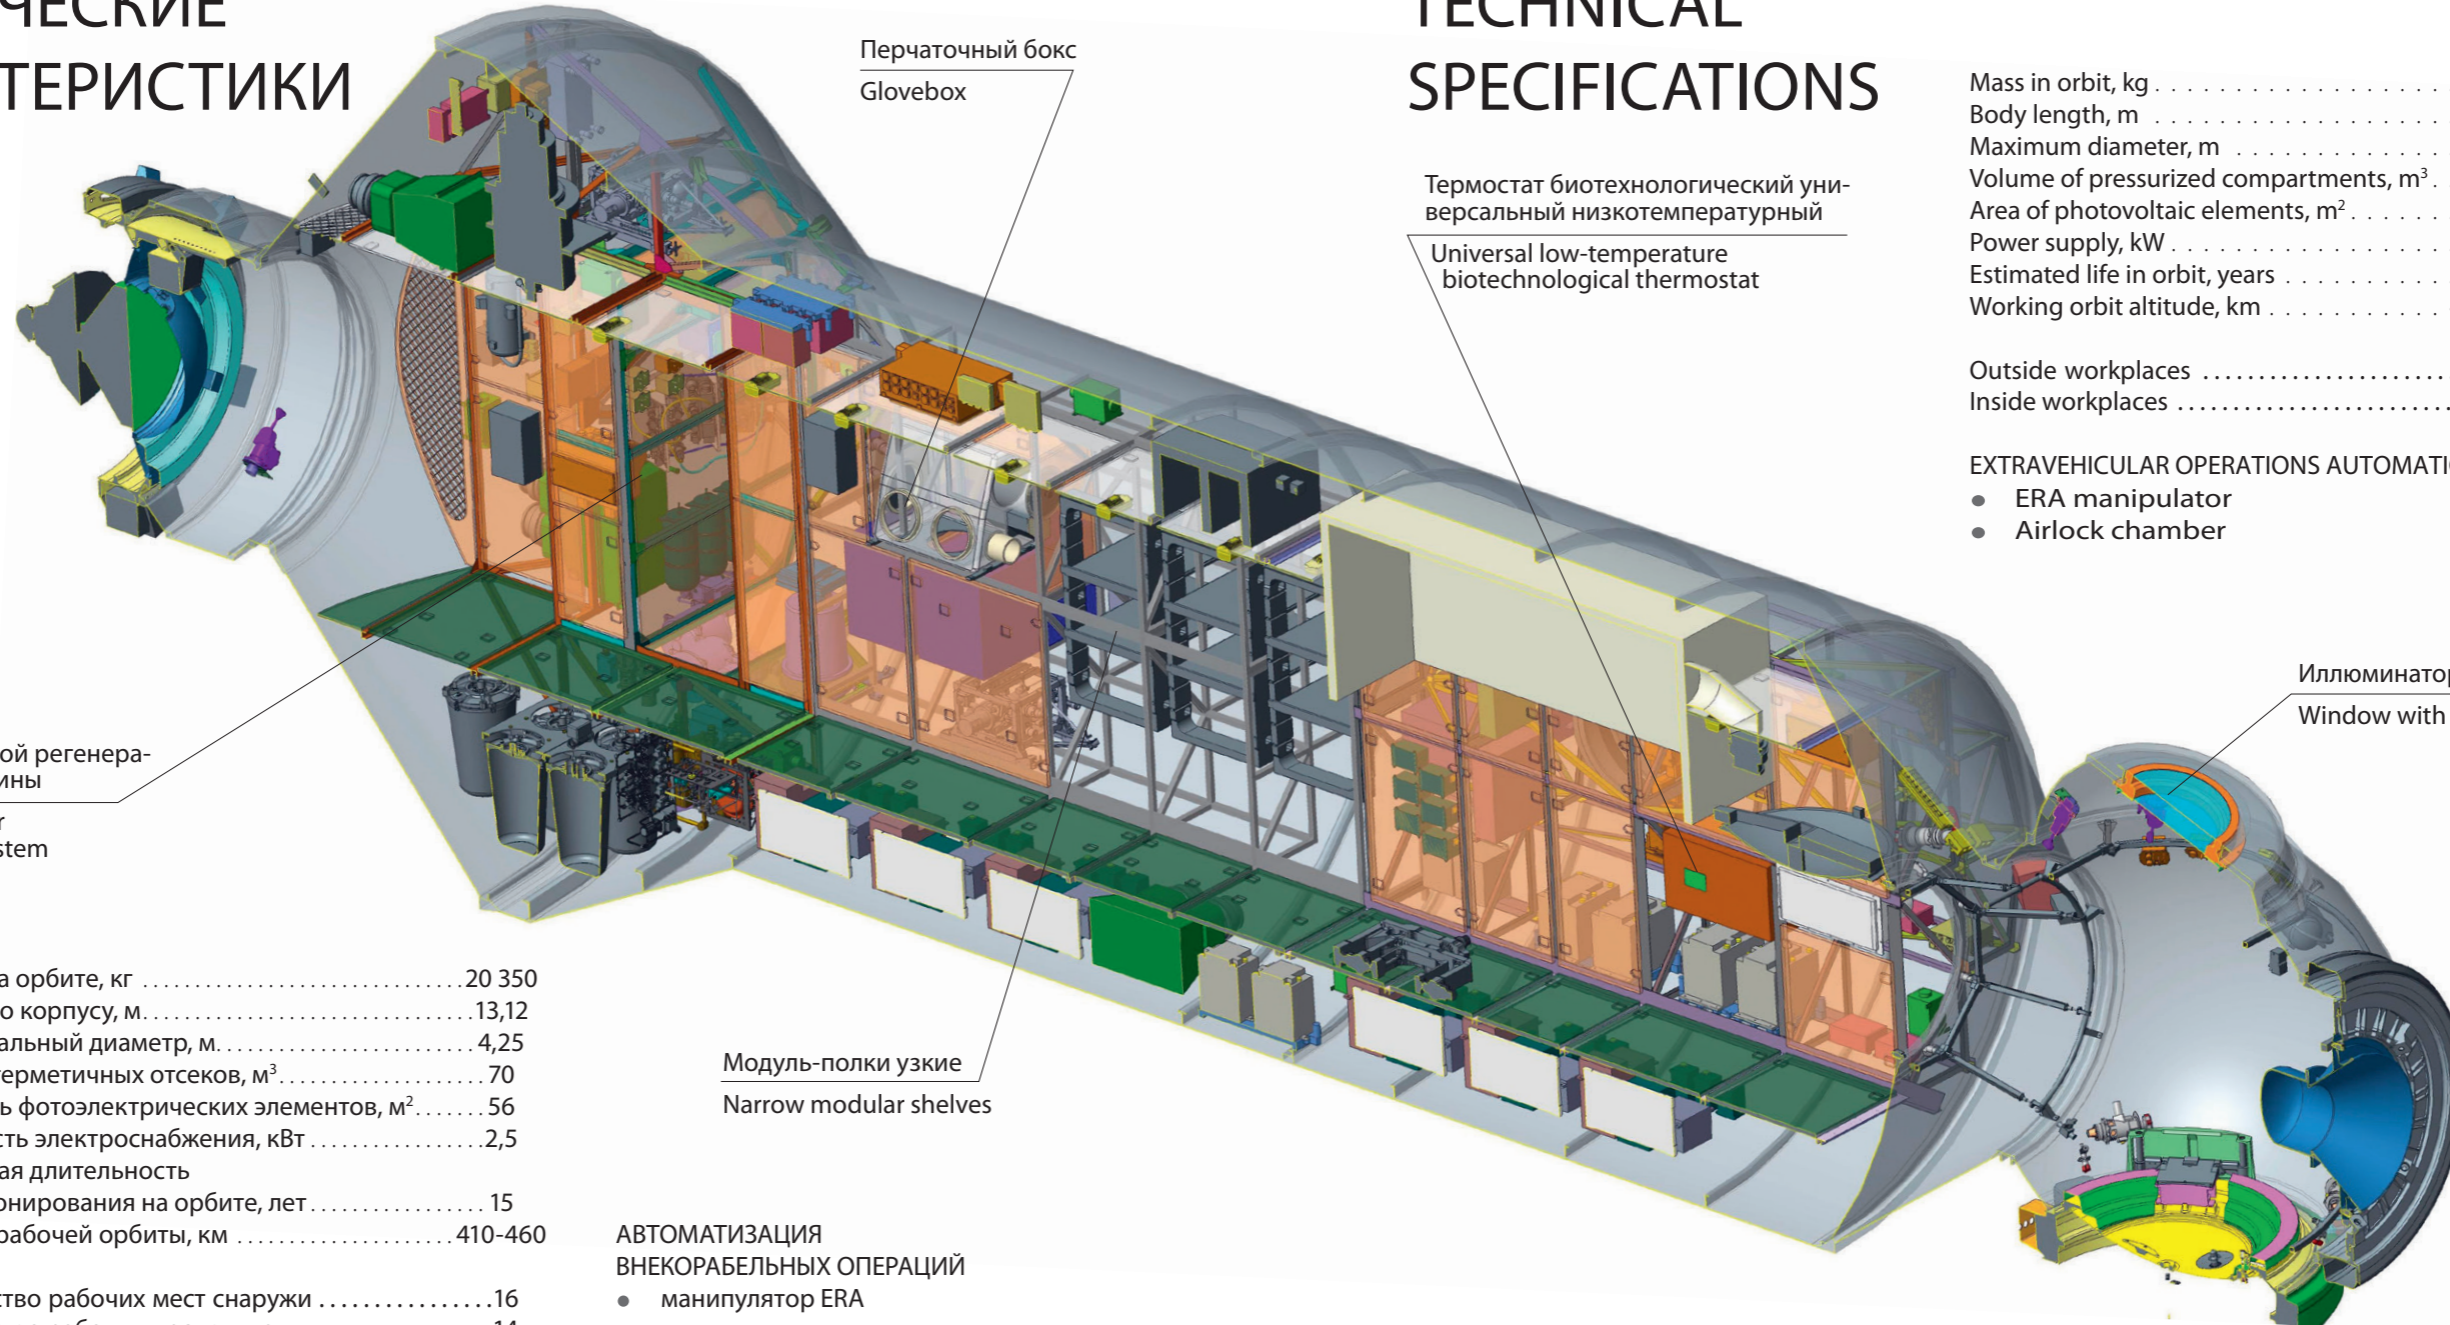 ЧЕСКИЕ
ТЕРИСТИКИ
Перчаточный бокс
Glovebox
TECHNICAL
SPECIFICATIONS
Термостат биотехнологический уни-
версальный низкотемпературный
Universal low-temperature
biotechnological thermostat
Mass in orbit, kg . . . . . . . . . . . . . . . . . .
Body length, m . . . . . . . . . . . . . . . . . .
Maximum diameter, m . . . . . . . . . . . . .
Volume of pressurized compartments, m³ .
Area of photovoltaic elements, m² . . . . . .
Power supply, kW . . . . . . . . . . . . . . . . .
Estimated life in orbit, years . . . . . . . . . .
Working orbit altitude, km . . . . . . . . . . .
Outside workplaces ......................
Inside workplaces .........................
EXTRAVEHICULAR OPERATIONS AUTOMATI
• ERA manipulator
• Airlock chamber
Иллюминатор
Window with
ой регенера-
ины
r
stem
Модуль-полки узкие
Narrow modular shelves
а орбите, кг ..............................20 350
о корпусу, м...............................13,12
альный диаметр, м........................4,25
герметичных отсеков, м³...................70
ь фотоэлектрических элементов, м².......56
сть электроснабжения, кВт ................2,5
ая длительность
онирования на орбите, лет.................15
рабочей орбиты, км ....................410-460
ство рабочих мест снаружи ................16
14
АВТОМАТИЗАЦИЯ
ВНЕКОРАБЕЛЬНЫХ ОПЕРАЦИЙ
• манипулятор ERA